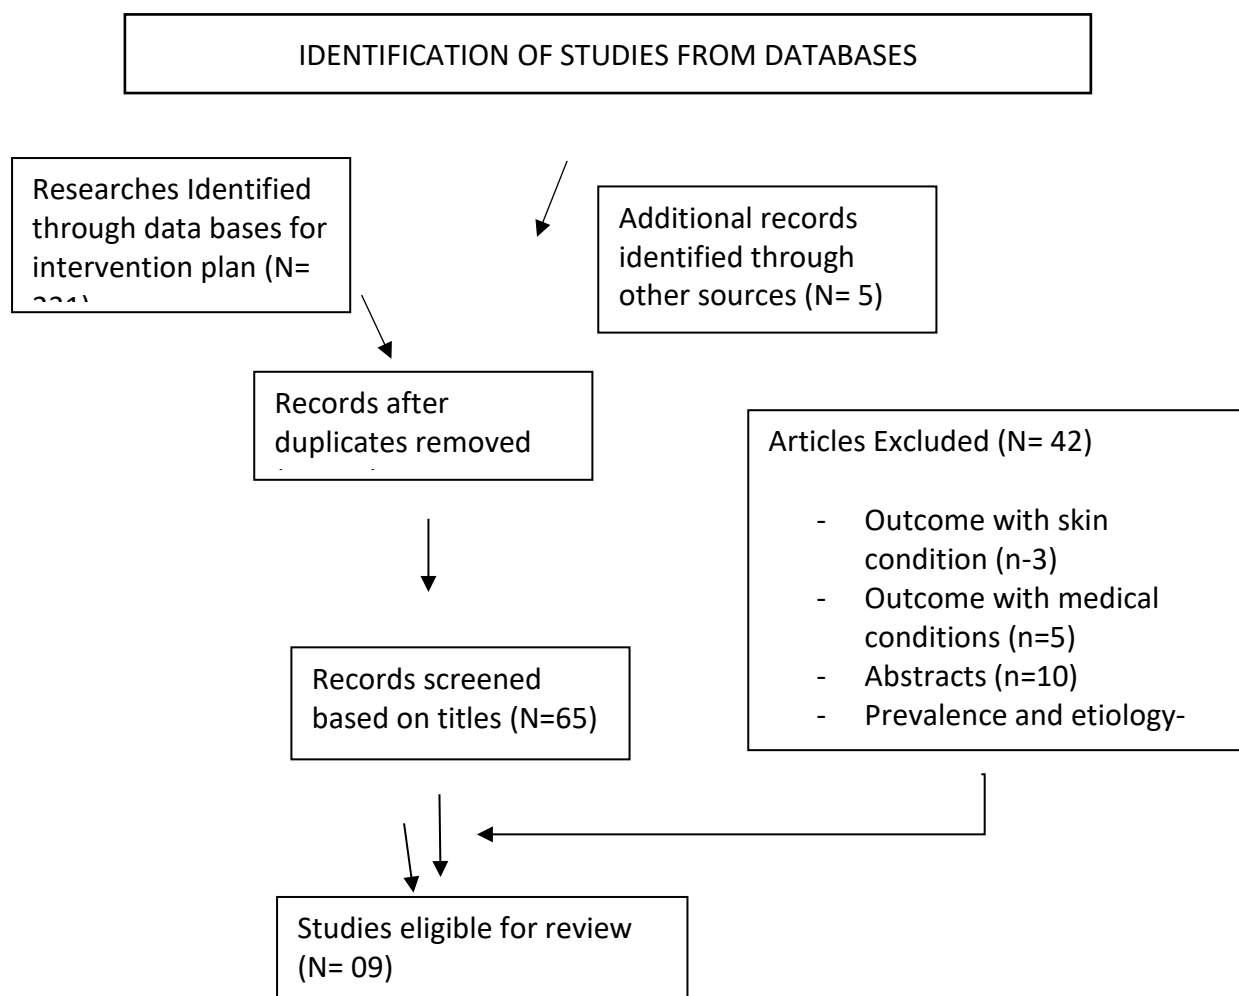 IDENTIFICATION OF STUDIES FROM DATABASES
Researches Identified
through data bases for
intervention plan (N=
Additional records
identified through
other sources (N= 5)
Records after
duplicates removed
Articles Excluded (N= 42)
- Outcome with skin
condition (n-3)
- Outcome with medical
conditions (n=5)
- Abstracts (n=10)
- Prevalence and etiology-
Records screened
based on titles (N=65)
Studies eligible for review
(N= 09)